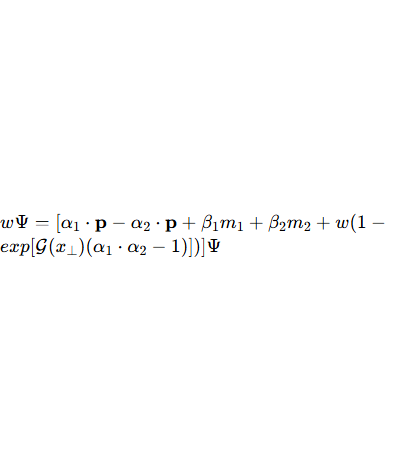 wΨ = [α₁ · p − α₂ · p + β₁m₁ + β₂m₂ + w(1 −
exp[𝒢(x⊥)(α₁ · α₂ − 1)])]Ψ